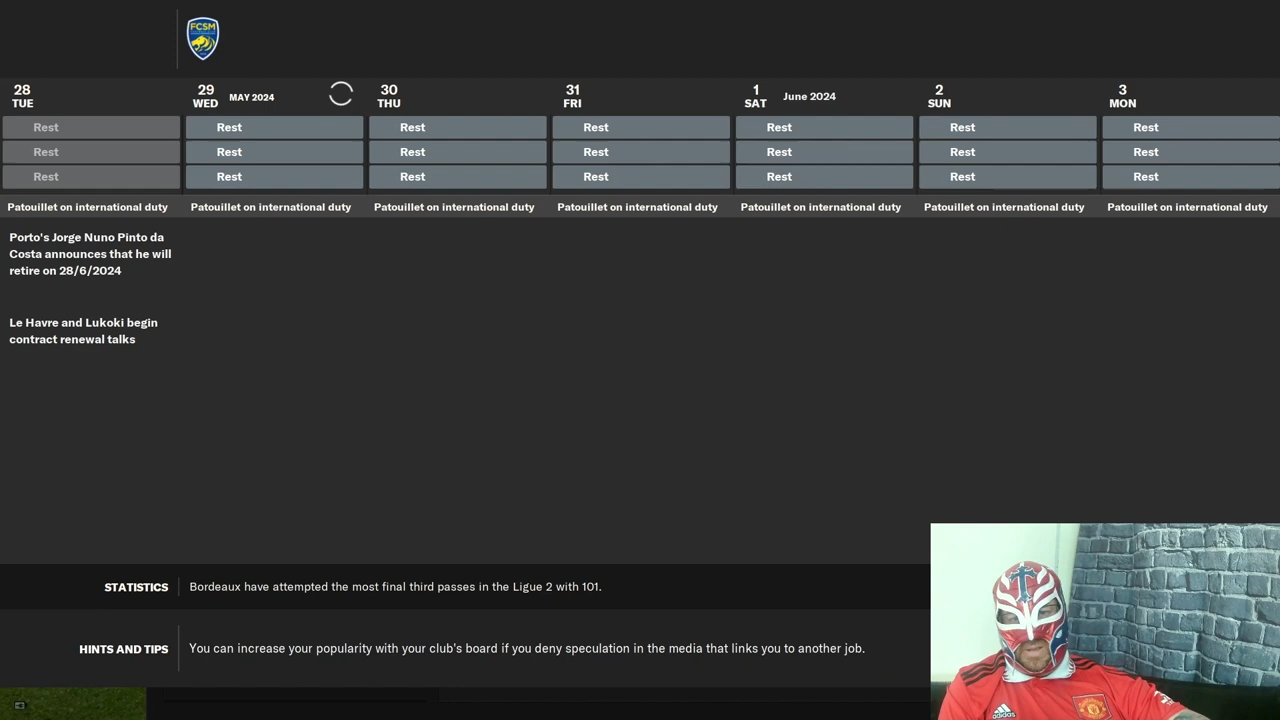 FCSM
28
TUE
29
WED
MAY 2024
30
THU
31
FRI
1
SAT
June 2024
2
SUN
3
MON
Rest Rest Rest Rest Rest Rest Rest
Rest Rest Rest Rest Rest Rest Rest
Rest Rest Rest Rest Rest Rest Rest
Patouillet on international duty Patouillet on international duty Patouillet on international duty Patouillet on international duty Patouillet on international duty Patouillet on international duty Patouillet on international duty
Porto's Jorge Nuno Pinto da
Costa announces that he will
retire on 28/6/2024
Le Havre and Lukoki begin
contract renewal talks
STATISTICS Bordeaux have attempted the most final third passes in the Ligue 2 with 101.
HINTS AND TIPS You can increase your popularity with your club's board if you deny speculation in the media that links you to another job.
adidas